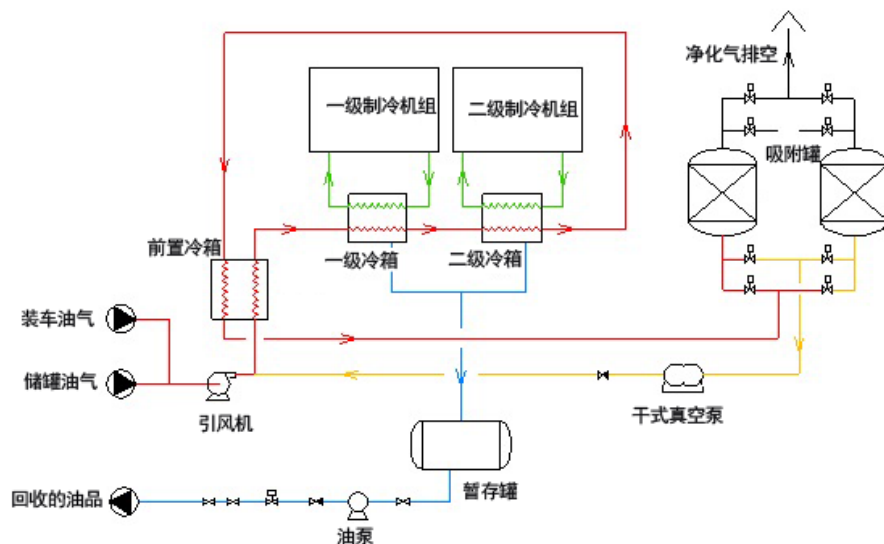 净化气排空
一级制冷机组
二级制冷机组
吸附罐
前置冷箱
一级冷箱
二级冷箱
装车油气
储罐油气
引风机
干式真空泵
暂存罐
回收的油品
油泵